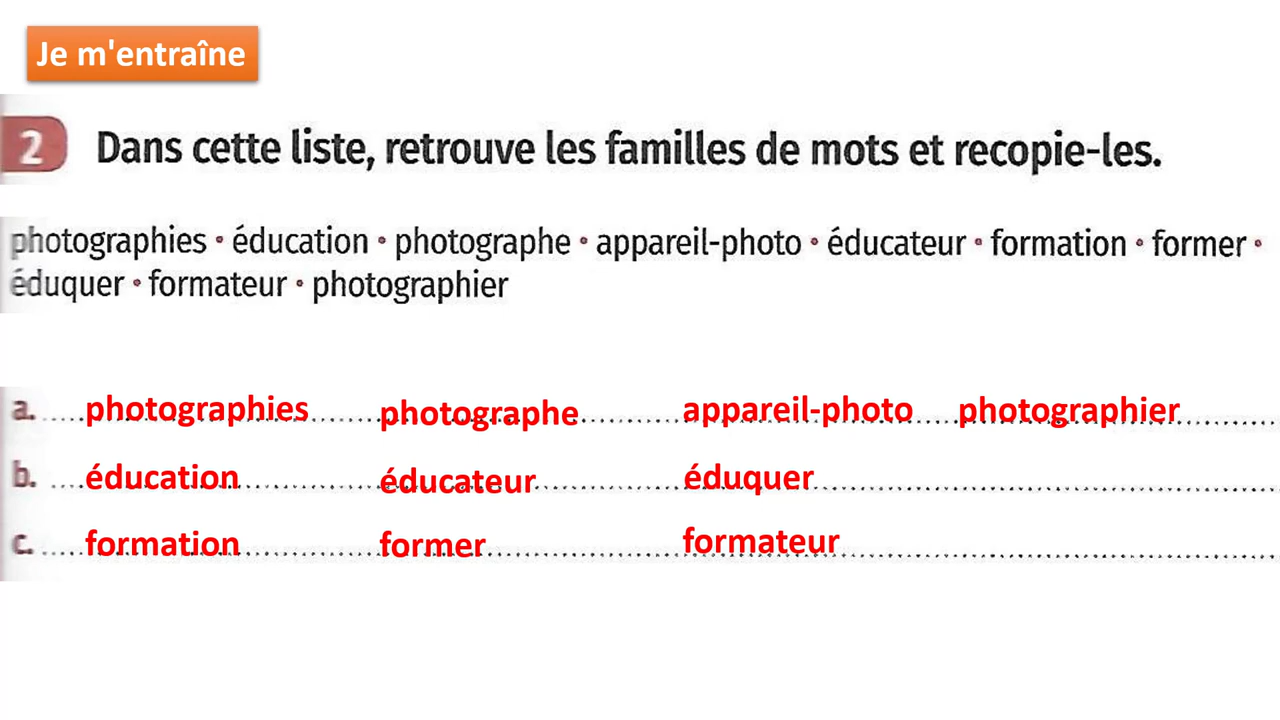 Je m'entraîne
2 Dans cette liste, retrouve les familles de mots et recopie-les.
photographies • éducation • photographe • appareil-photo • éducateur • formation • former •
éduquer • formateur • photographier
a. photographies photographe appareil-photo photographier
b. éducation éducateur éduquer
c. formation former formateur